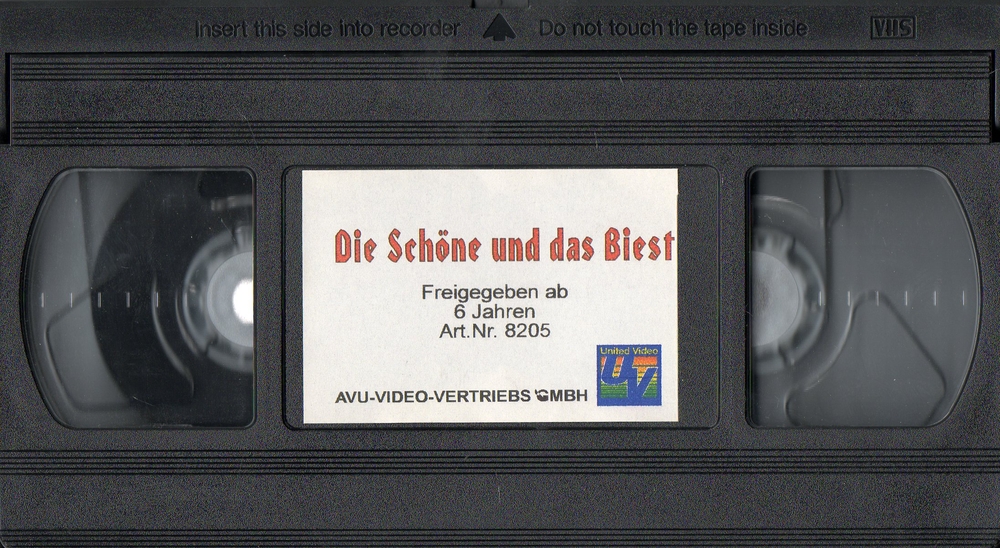 Insert this side into recorder Do not touch the tape inside VHS
Die Schöne und das Biest
Freigegeben ab
6 Jahren
Art.Nr. 8205
United Video
UV
AVU-VIDEO-VERTRIEBS GMBH